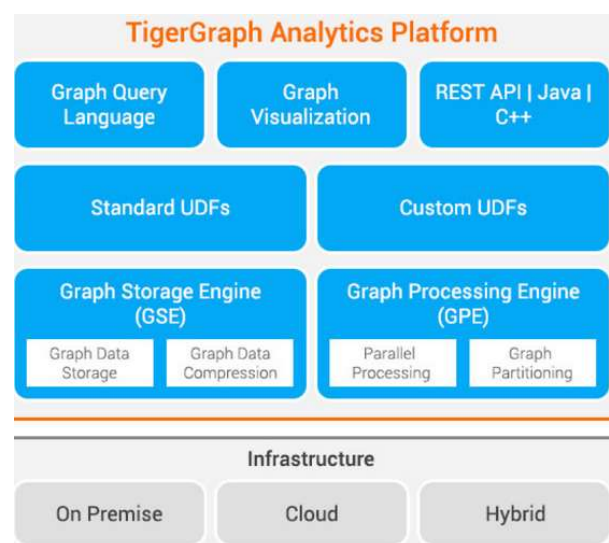 TigerGraph Analytics Platform
Graph Query
Language
Graph
Visualization
REST API | Java |
C++
Standard UDFs
Custom UDFs
Graph Storage Engine
(GSE)
Graph Data
Storage
Graph Data
Compression
Graph Processing Engine
(GPE)
Parallel
Processing
Graph
Partitioning
Infrastructure
On Premise
Cloud
Hybrid